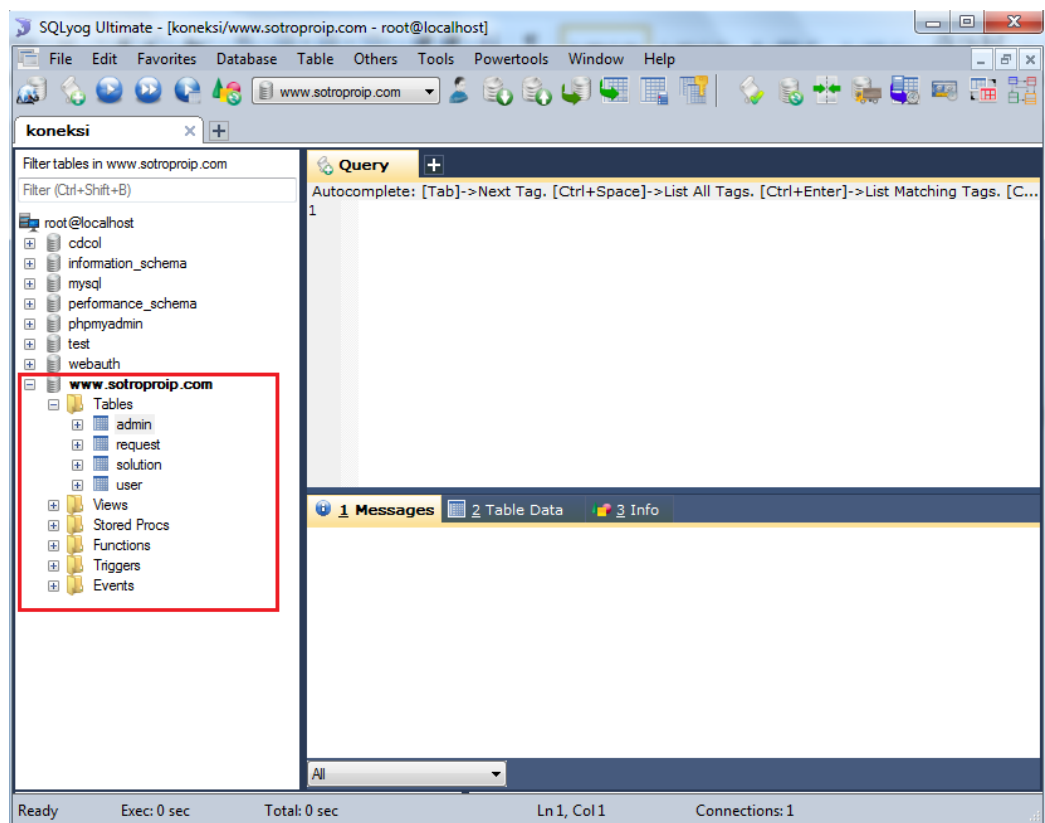 SQLyog Ultimate - [koneksi/www.sotroproip.com - root@localhost]
File Edit Favorites Database Table Others Tools Powertools Window Help
www.sotroproip.com
koneksi
Filter tables in www.sotroproip.com
Filter (Ctrl+Shift+B)
root@localhost
cdcol
information_schema
mysql
performance_schema
phpmyadmin
test
webauth
www.sotroproip.com
Tables
admin
request
solution
user
Views
Stored Procs
Functions
Triggers
Events
Query
Autocomplete: [Tab]->Next Tag. [Ctrl+Space]->List All Tags. [Ctrl+Enter]->List Matching Tags. [C...
1
1 Messages 2 Table Data 3 Info
All
Ready Exec: 0 sec Total: 0 sec Ln 1, Col 1 Connections: 1